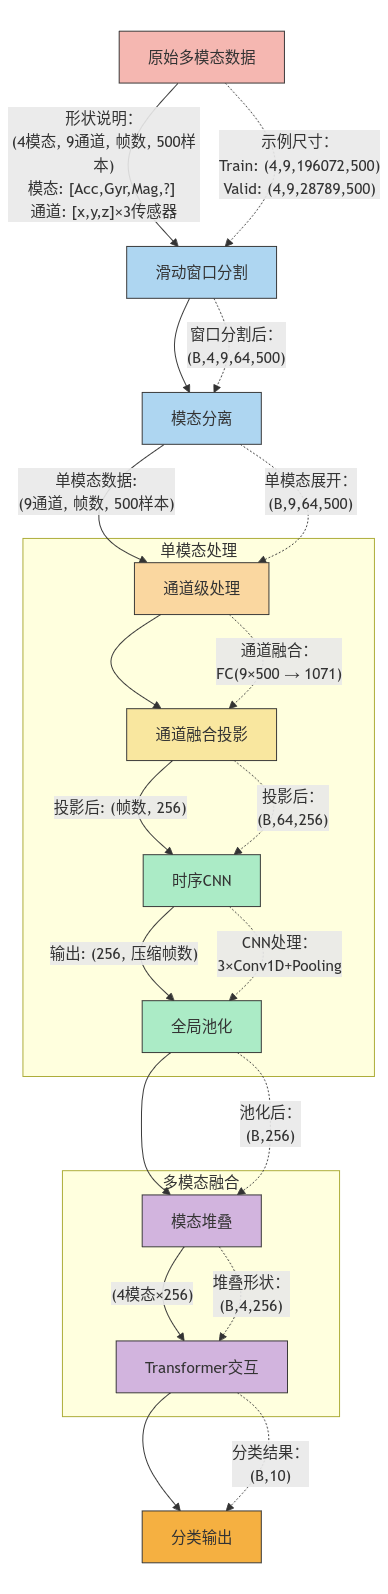 原始多模态数据
形状说明：
(4模态, 9通道, 帧数, 500样
本)
模态: [Acc,Gyr,Mag,?]
通道: [x,y,z]×3传感器
示例尺寸：
Train: (4,9,196072,500)
Valid: (4,9,28789,500)
滑动窗口分割
窗口分割后：
(B,4,9,64,500)
模态分离
单模态数据:
(9通道, 帧数, 500样本)
单模态展开：
(B,9,64,500)
单模态处理
通道级处理
通道融合：
FC(9×500 → 1071)
通道融合投影
投影后: (帧数, 256)
投影后：
(B,64,256)
时序CNN
输出: (256, 压缩帧数)
CNN处理：
3×Conv1D+Pooling
全局池化
池化后：
(B,256)
多模态融合
模态堆叠
(4模态×256)
堆叠形状：
(B,4,256)
Transformer交互
分类结果：
(B,10)
分类输出